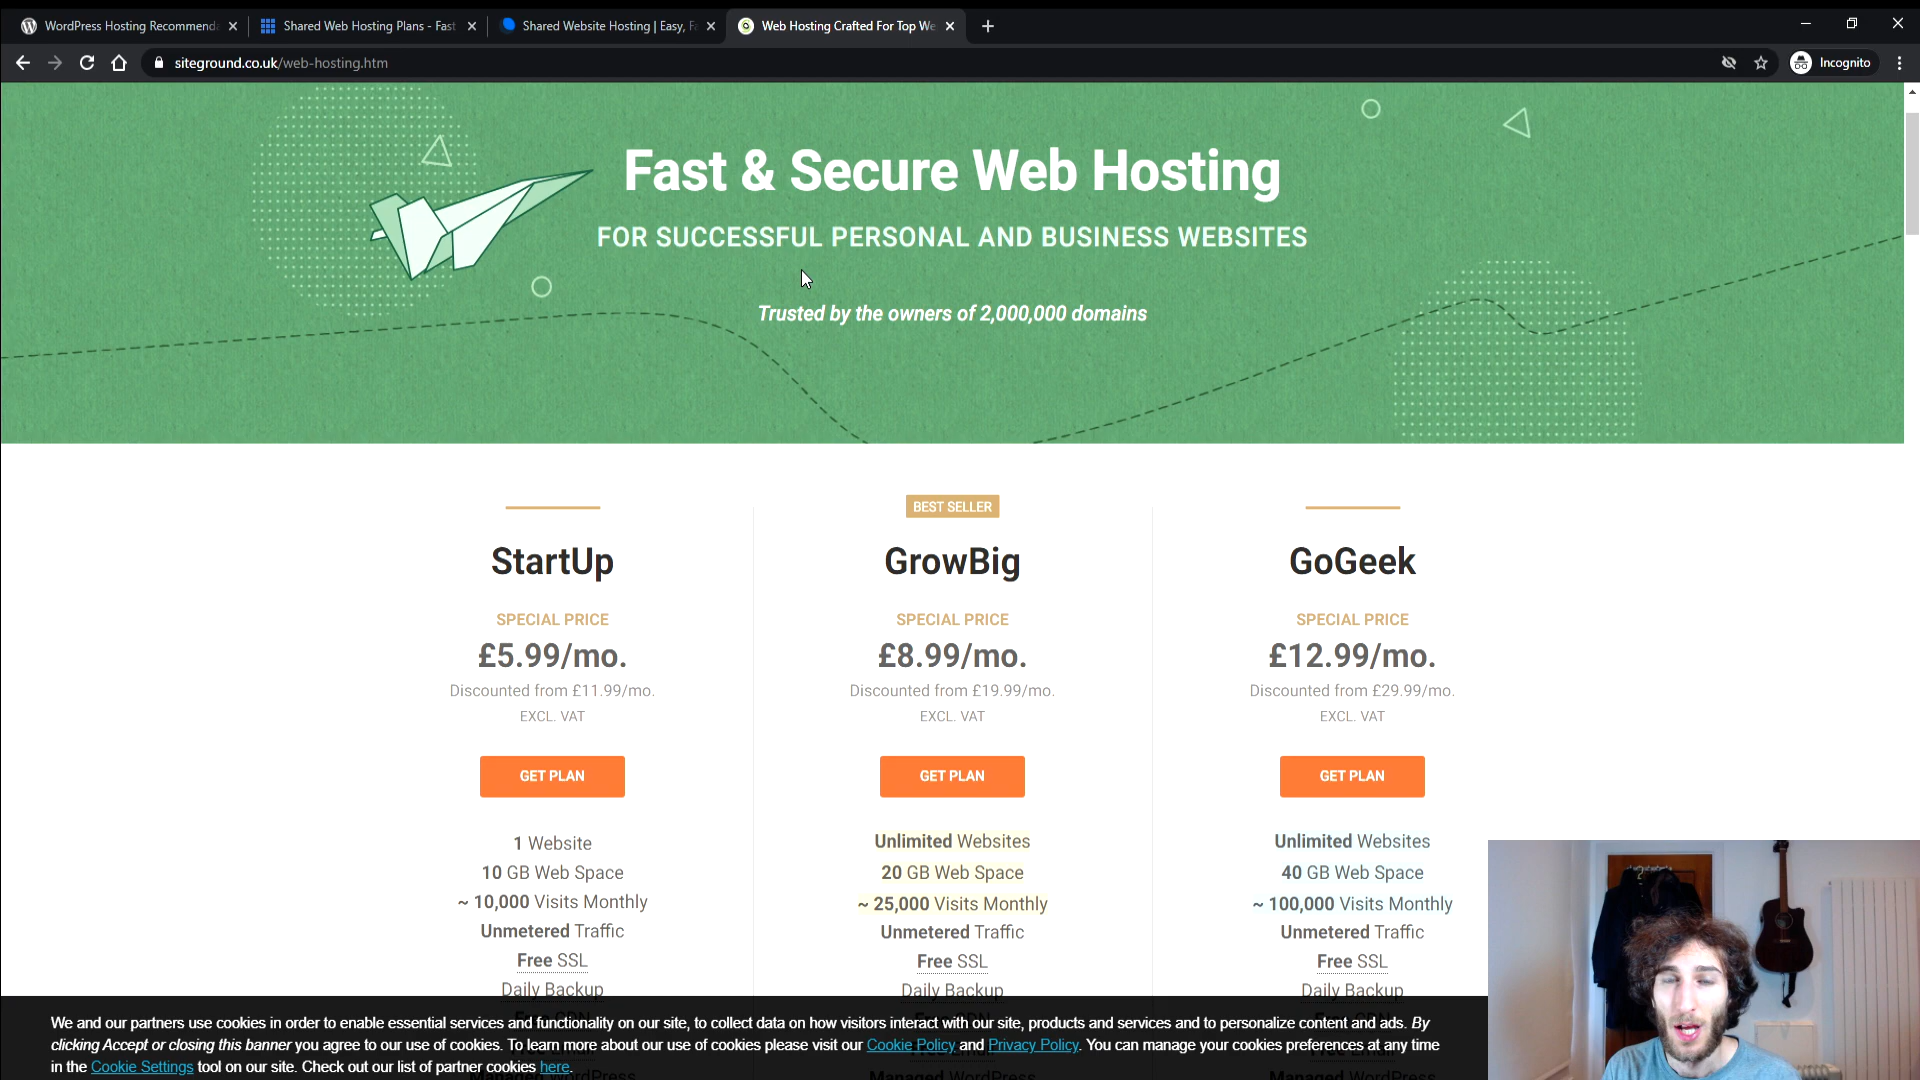 WordPress Hosting Recommenda
Shared Web Hosting Plans - Fast
Shared Website Hosting | Easy, F
Web Hosting Crafted For Top We
siteground.co.uk/web-hosting.htm
Incognito
Fast & Secure Web Hosting
FOR SUCCESSFUL PERSONAL AND BUSINESS WEBSITES
Trusted by the owners of 2,000,000 domains
StartUp
SPECIAL PRICE
£5.99/mo.
Discounted from £11.99/mo.
EXCL. VAT
GET PLAN
1 Website
10 GB Web Space
~ 10,000 Visits Monthly
Unmetered Traffic
Free SSL
Daily Backup
BEST SELLER
GrowBig
SPECIAL PRICE
£8.99/mo.
Discounted from £19.99/mo.
EXCL. VAT
GET PLAN
Unlimited Websites
20 GB Web Space
~ 25,000 Visits Monthly
Unmetered Traffic
Free SSL
Daily Backup
GoGeek
SPECIAL PRICE
£12.99/mo.
Discounted from £29.99/mo.
EXCL. VAT
GET PLAN
Unlimited Websites
40 GB Web Space
~ 100,000 Visits Monthly
Unmetered Traffic
Free SSL
Daily Backup
We and our partners use cookies in order to enable essential services and functionality on our site, to collect data on how visitors interact with our site, products and services and to personalize content and ads. By
clicking Accept or closing this banner you agree to our use of cookies. To learn more about our use of cookies please visit our Cookie Policy and Privacy Policy. You can manage your cookies preferences at any time
in the Cookie Settings tool on our site. Check out our list of partner cookies here.
Managed WordPress
Managed WordPress
Managed WordPress